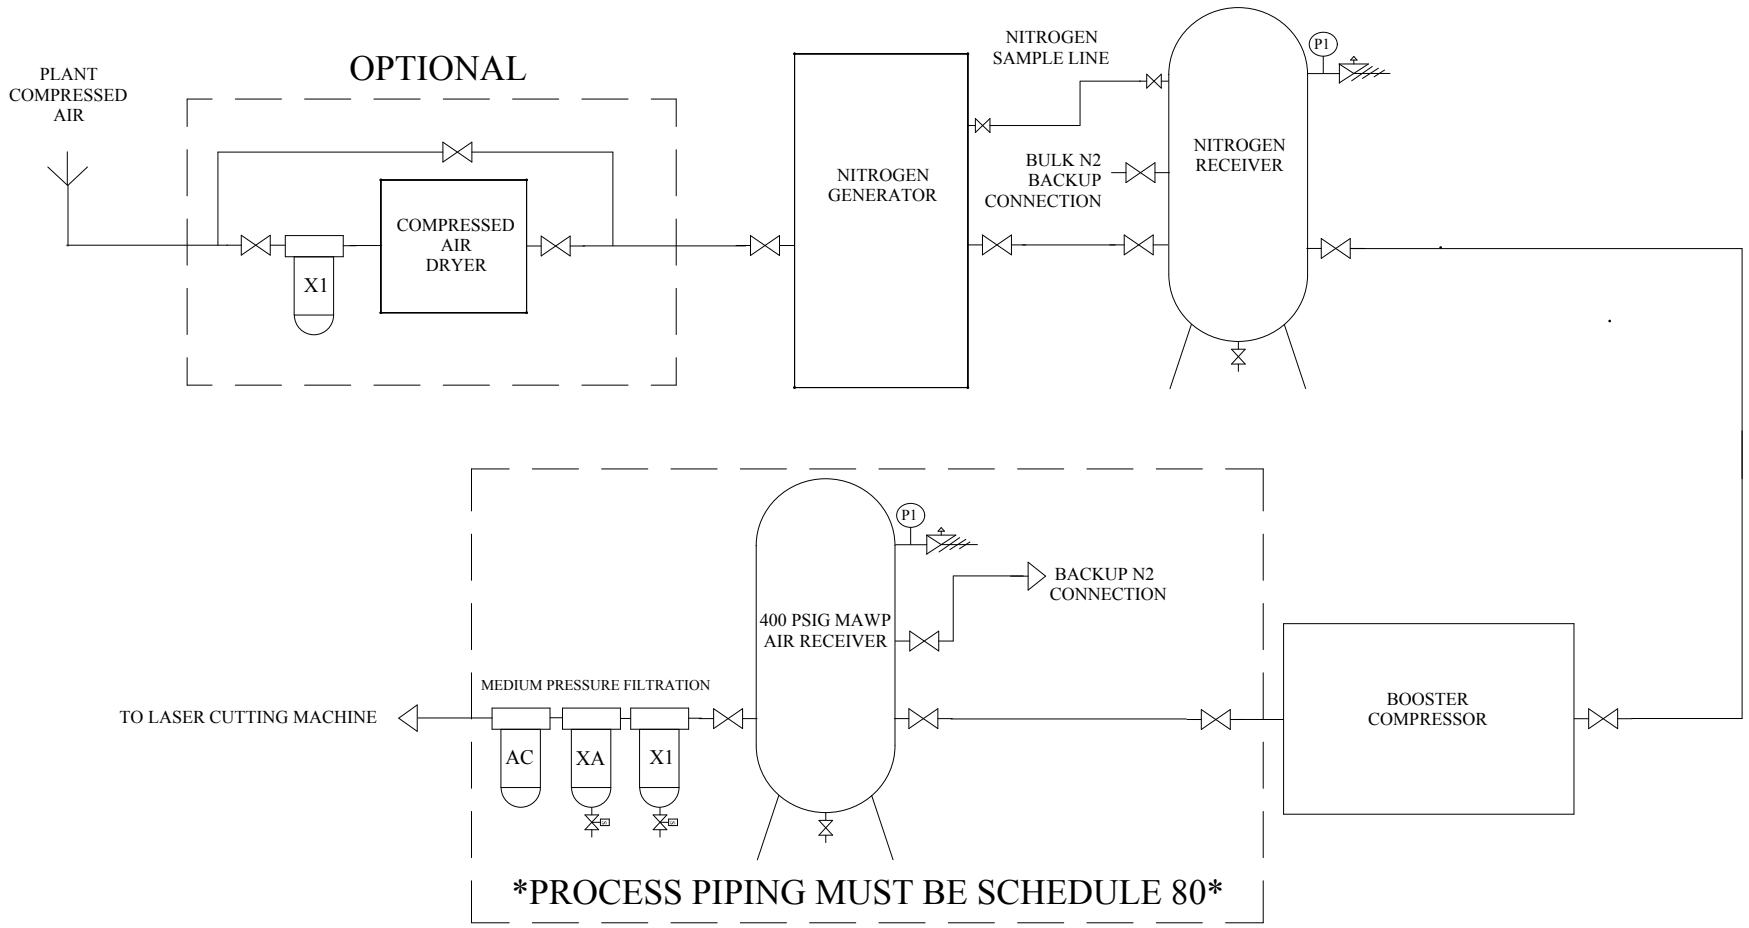 PLANT
COMPRESSED
AIR
OPTIONAL
X1
COMPRESSED
AIR
DRYER
NITROGEN
GENERATOR
NITROGEN
SAMPLE LINE
BULK N2
BACKUP
CONNECTION
NITROGEN
RECEIVER
P1
P1
400 PSIG MAWP
AIR RECEIVER
BACKUP N2
CONNECTION
BOOSTER
COMPRESSOR
MEDIUM PRESSURE FILTRATION
TO LASER CUTTING MACHINE
AC
XA
X1
*PROCESS PIPING MUST BE SCHEDULE 80*